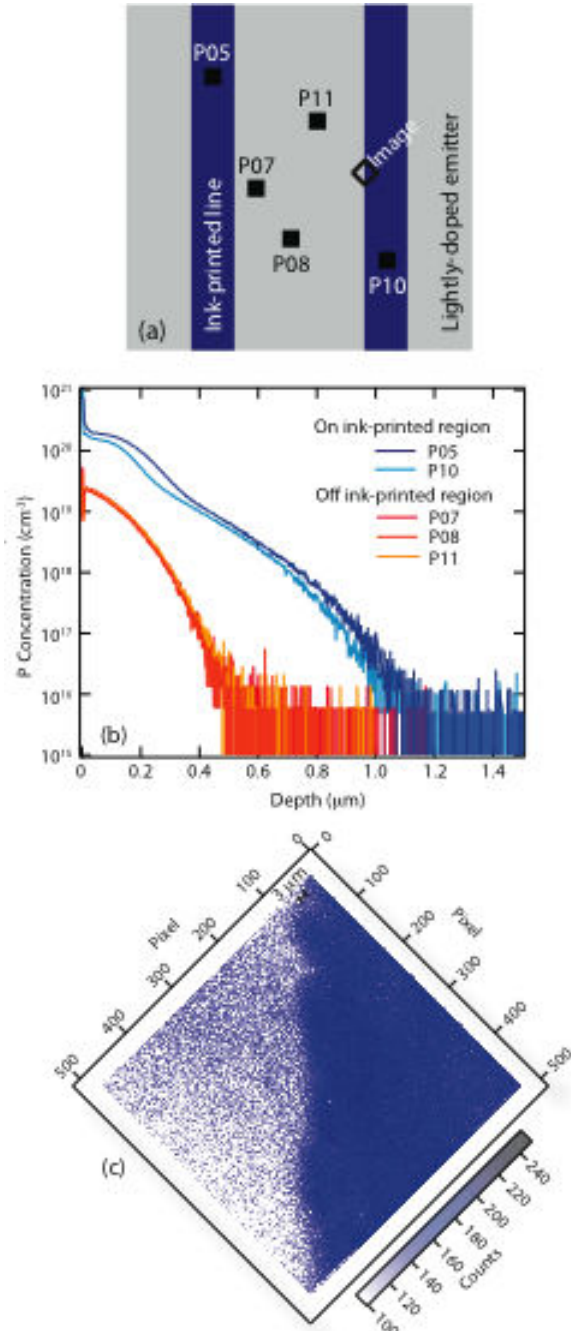 P05
P11
Image
P07
P08
P10
Ink-printed line
Lightly-doped emitter
(a)
10²¹
10²⁰
10¹⁹
10¹⁸
10¹⁷
10¹⁶
10¹⁵
P Concentration (cm⁻³)
On ink-printed region
P05
P10
Off ink-printed region
P07
P08
P11
(b)
0 0.2 0.4 0.6 0.8 1.0 1.2 1.4
Depth (μm)
0 0
100 100
3 μm
Pixel Pixel
200 200
300 300
400 400
500 500
(c)
240
220
200
180
160
140
120
100
Counts